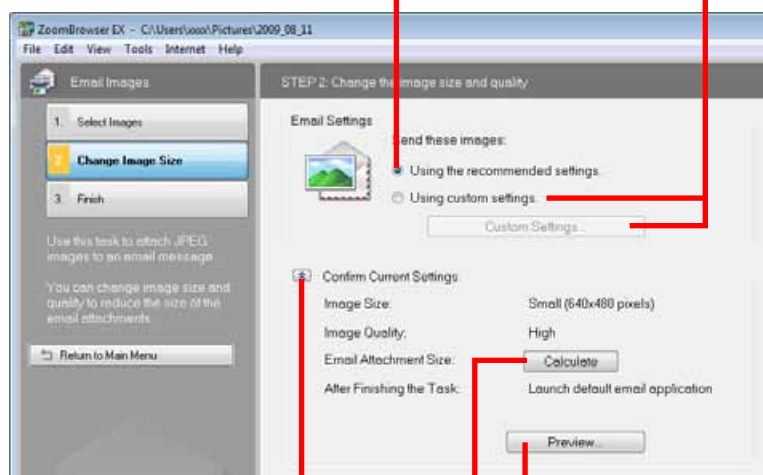 ZoomBrowser EX - C:\Users\xxxx\Pictures\2009_08_11
File Edit View Tools Internet Help
Email Images
STEP 2: Change the image size and quality
1. Select Images
2. Change Image Size
3. Finish
Use this task to attach JPEG
images to an email message
You can change image size and
quality to reduce the size of the
email attachments
Return to Main Menu
Email Settings
Send these images:
Using the recommended settings.
Using custom settings.
Custom Settings...
Confirm Current Settings
Image Size: Small (640x480 pixels)
Image Quality: High
Email Attachment Size: Calculate
After Finishing the Task: Launch default email application
Preview...